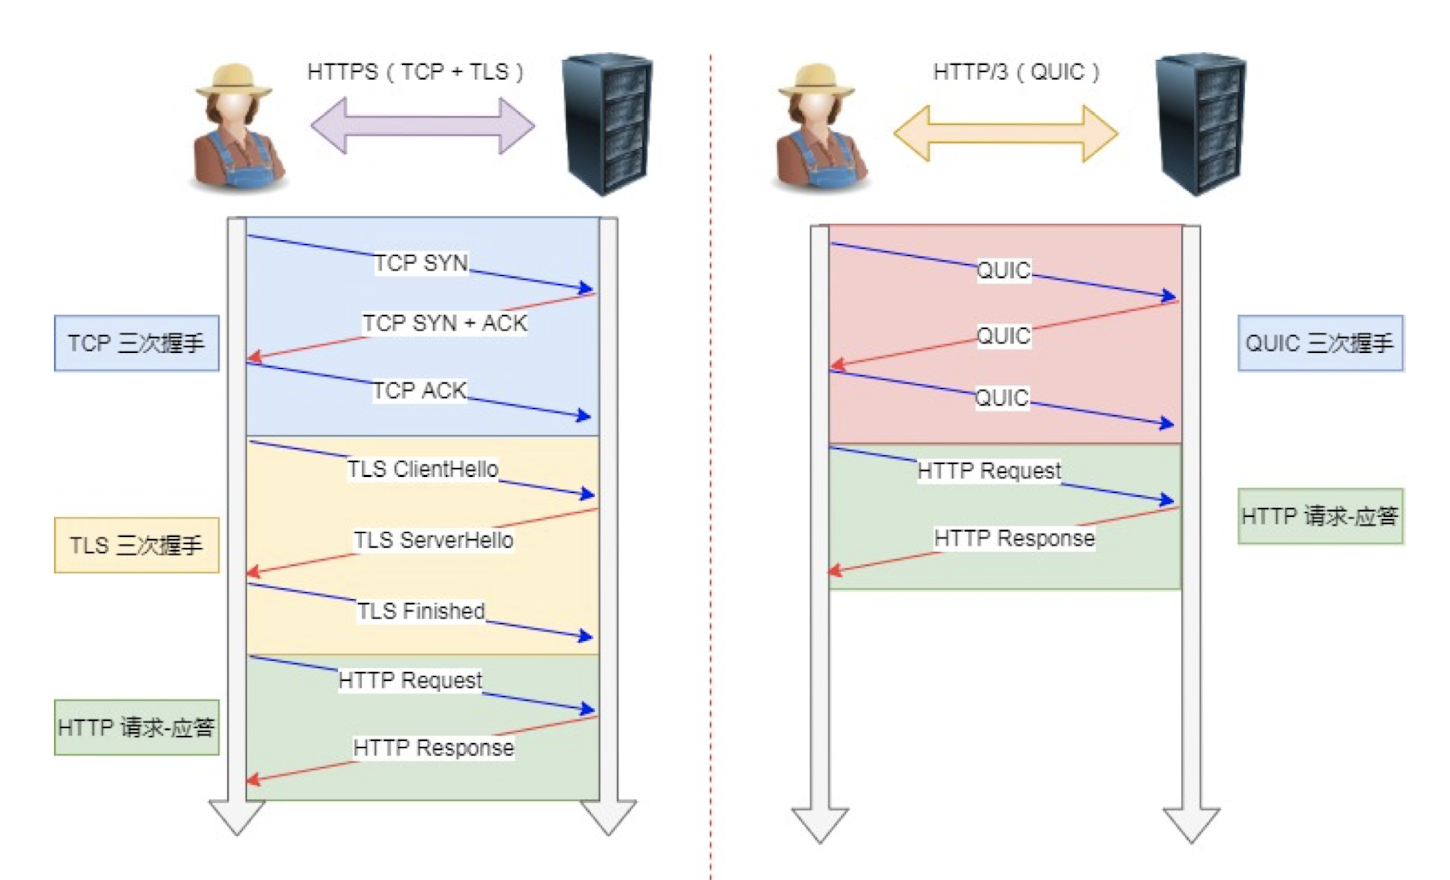 HTTPS ( TCP + TLS )
TCP SYN
TCP SYN + ACK
TCP 三次握手
TCP ACK
TLS ClientHello
TLS ServerHello
TLS 三次握手
TLS Finished
HTTP Request
HTTP 请求-应答
HTTP Response
HTTP/3 ( QUIC )
QUIC
QUIC
QUIC 三次握手
QUIC
HTTP Request
HTTP 请求-应答
HTTP Response